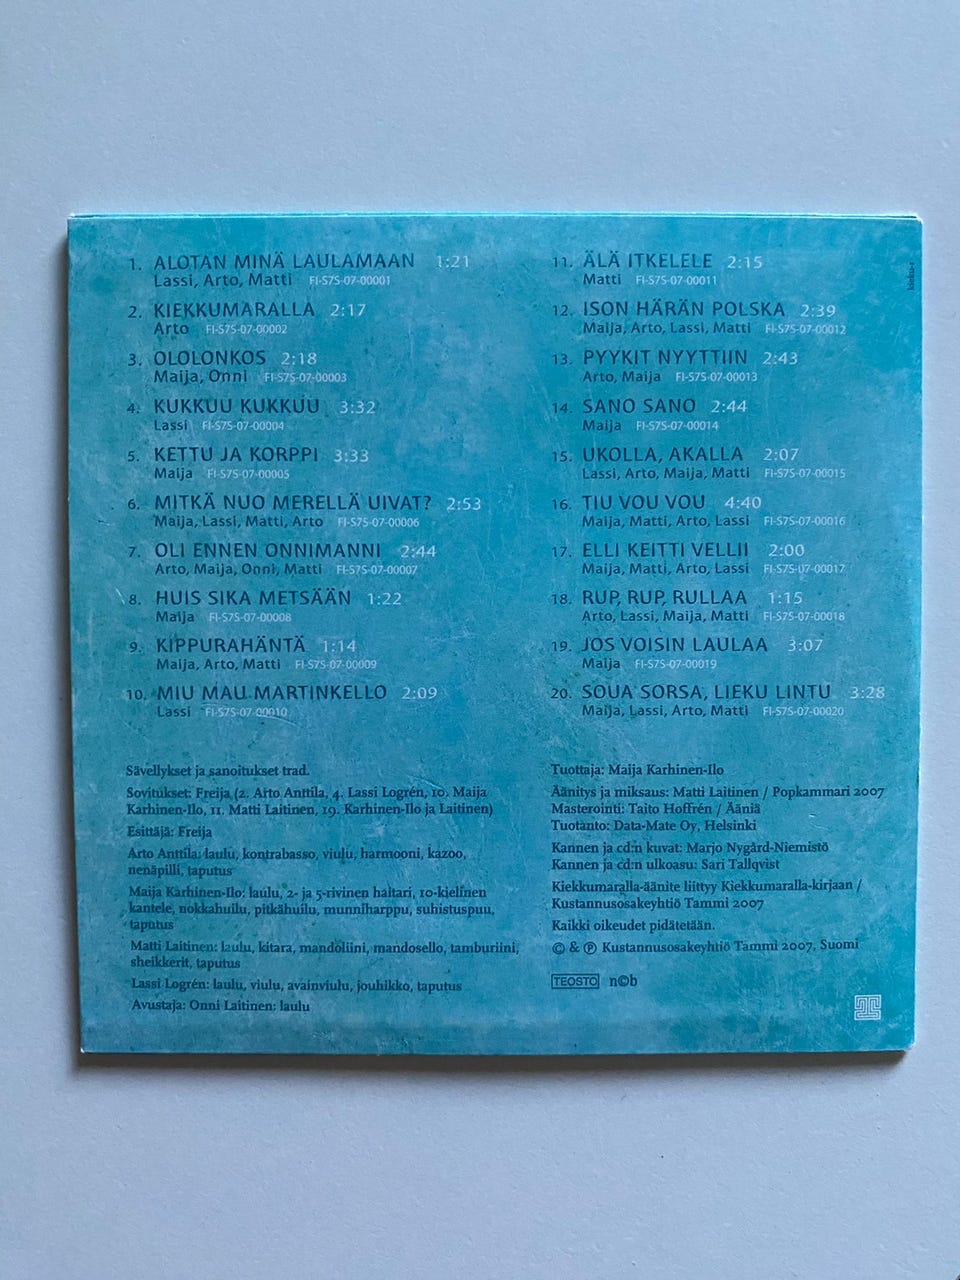 1. ALOTAN MINÄ LAULAMAAN 1:21
Lassi, Arto, Matti FI-S7S-07-00001
2. KIEKKUMARALLA 2:17
Arto FI-S7S-07-00002
3. OLOLONKOS 2:18
Maija, Onni FI-S7S-07-00003
4. KUKKUU KUKKUU 3:32
Lassi FI-S7S-07-00004
5. KETTU JA KORPPI 3:33
Maija FI-S7S-07-00005
6. MITKÄ NUO MERELLÄ UIVAT? 2:53
Maija, Lassi, Matti, Arto FI-S7S-07-00006
7. OLI ENNEN ONNIMANNI 2:44
Arto, Maija, Onni, Matti FI-S7S-07-00007
8. HUIS SIKA METSÄÄN 1:22
Maija FI-S7S-07-00008
9. KIPPURAHÄNTÄ 1:14
Maija, Arto, Matti FI-S7S-07-00009
10. MIU MAU MARTINKELLO 2:09
Lassi FI-S7S-07-00010
11. ÄLÄ ITKELELE 2:15
Matti FI-S7S-07-00011
12. ISON HÄRÄN POLSKA 2:39
Maija, Arto, Lassi, Matti FI-S7S-07-00012
13. PYYKIT NYYTTIIN 2:43
Arto, Maija FI-S7S-07-00013
14. SANO SANO 2:44
Maija FI-S7S-07-00014
15. UKOLLA, AKALLA 2:07
Lassi, Arto, Maija, Matti FI-S7S-07-00015
16. TIU VOU VOU 4:40
Maija, Matti, Arto, Lassi FI-S7S-07-00016
17. ELLI KEITTI VELLII 2:00
Maija, Matti, Arto, Lassi FI-S7S-07-00017
18. RUP, RUP, RULLAA 1:15
Arto, Lassi, Maija, Matti FI-S7S-07-00018
19. JOS VOISIN LAULAA 3:07
Maija FI-S7S-07-00019
20. SOUA SORSA, LIEKU LINTU 3:28
Maija, Lassi, Arto, Matti FI-S7S-07-00020
Sävellykset ja sanoitukset trad.
Sovitukset: Freija (2. Arto Anttila, 4. Lassi Logrén, 10. Maija
Karhinen-Ilo, 11. Matti Laitinen, 19. Karhinen-Ilo ja Laitinen)
Esittäjä: Freija
Arto Anttila: laulu, kontrabasso, viulu, harmooni, kazoo,
nenäpilli, taputus
Maija Karhinen-Ilo: laulu, 2- ja 5-rivinen haitari, 10-kielinen
kantele, nokkahuilu, pitkähuilu, munniharppu, suhistuspuu,
taputus
Matti Laitinen: laulu, kitara, mandoliini, mandosello, tamburiini,
sheikkerit, taputus
Lassi Logrén: laulu, viulu, avainviulu, jouhikko, taputus
Avustaja: Onni Laitinen: laulu
Tuottaja: Maija Karhinen-Ilo
Äänitys ja miksaus: Matti Laitinen / Popkammari 2007
Masterointi: Taito Hoffrén / Ääniä
Tuotanto: Data-Mate Oy, Helsinki
Kannen ja cd:n kuvat: Marjo Nygård-Niemistö
Kannen ja cd:n ulkoasu: Sari Tallqvist
Kiekkumaralla-äänite liittyy Kiekkumaralla-kirjaan /
Kustannusosakeyhtiö Tammi 2007
Kaikki oikeudet pidätetään.
© & ℗ Kustannusosakeyhtiö Tammi 2007, Suomi
TEOSTO n©b